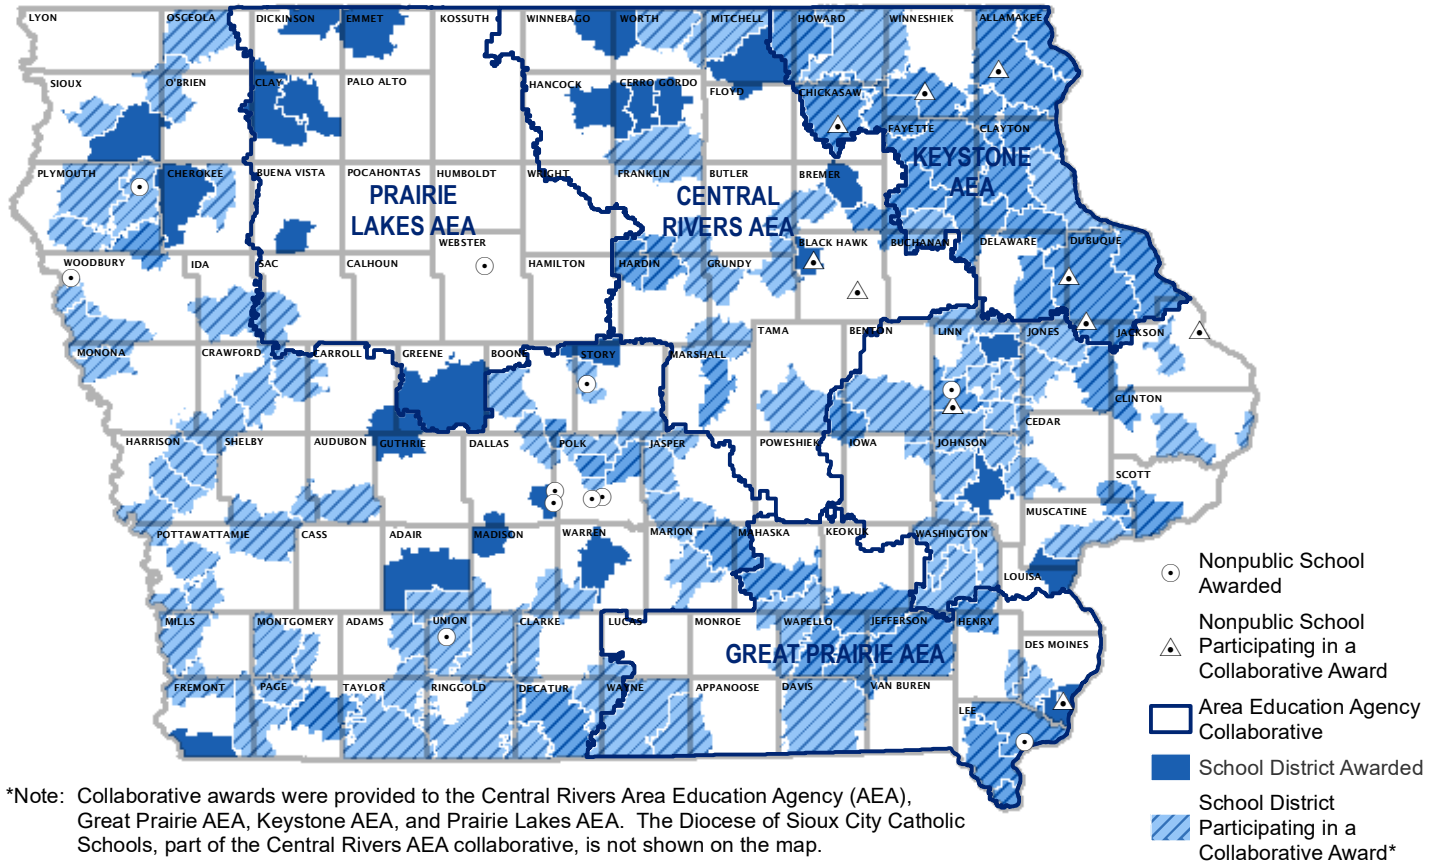 LYON
OSCEOLA
DICKINSON
EMMET
KOSSUTH
WINNEBAGO
WORTH
MITCHELL
HOWARD
WINNESHIEK
ALLAMAKEE
SIOUX
O'BRIEN
CLAY
PALO ALTO
HANCOCK
CERRO GORDO
FLOYD
CHICKASAW
FAYETTE
CLAYTON
KEYSTONE
AEA
PLYMOUTH
CHEROKEE
BUENA VISTA
POCAHONTAS
HUMBOLDT
WRIGHT
FRANKLIN
BUTLER
BREMER
PRAIRIE
LAKES AEA
CENTRAL
RIVERS AEA
WEBSTER
BLACK HAWK
BUCHANAN
DELAWARE
DUBUQUE
WOODBURY
IDA
SAC
CALHOUN
HAMILTON
HARDIN
GRUNDY
TAMA
BENTON
LINN
JONES
JACKSON
MONONA
CRAWFORD
CARROLL
GREENE
BOONE
STORY
MARSHALL
CLINTON
CEDAR
HARRISON
SHELBY
AUDUBON
GUTHRIE
DALLAS
POLK
JASPER
POWESHIEK
IOWA
JOHNSON
SCOTT
MUSCATINE
POTTAWATTAMIE
CASS
ADAIR
MADISON
WARREN
MARION
MAHASKA
KEOKUK
WASHINGTON
LOUISA
MILLS
MONTGOMERY
ADAMS
UNION
CLARKE
LUCAS
MONROE
WAPELLO
JEFFERSON
HENRY
DES MOINES
GREAT PRAIRIE AEA
FREMONT
PAGE
TAYLOR
RINGGOLD
DECATUR
WAYNE
APPANOOSE
DAVIS
VAN BUREN
LEE
Nonpublic School
Awarded
Nonpublic School
Participating in a
Collaborative Award
Area Education Agency
Collaborative
School District Awarded
School District
Participating in a
Collaborative Award*
*Note: Collaborative awards were provided to the Central Rivers Area Education Agency (AEA),
Great Prairie AEA, Keystone AEA, and Prairie Lakes AEA. The Diocese of Sioux City Catholic
Schools, part of the Central Rivers AEA collaborative, is not shown on the map.